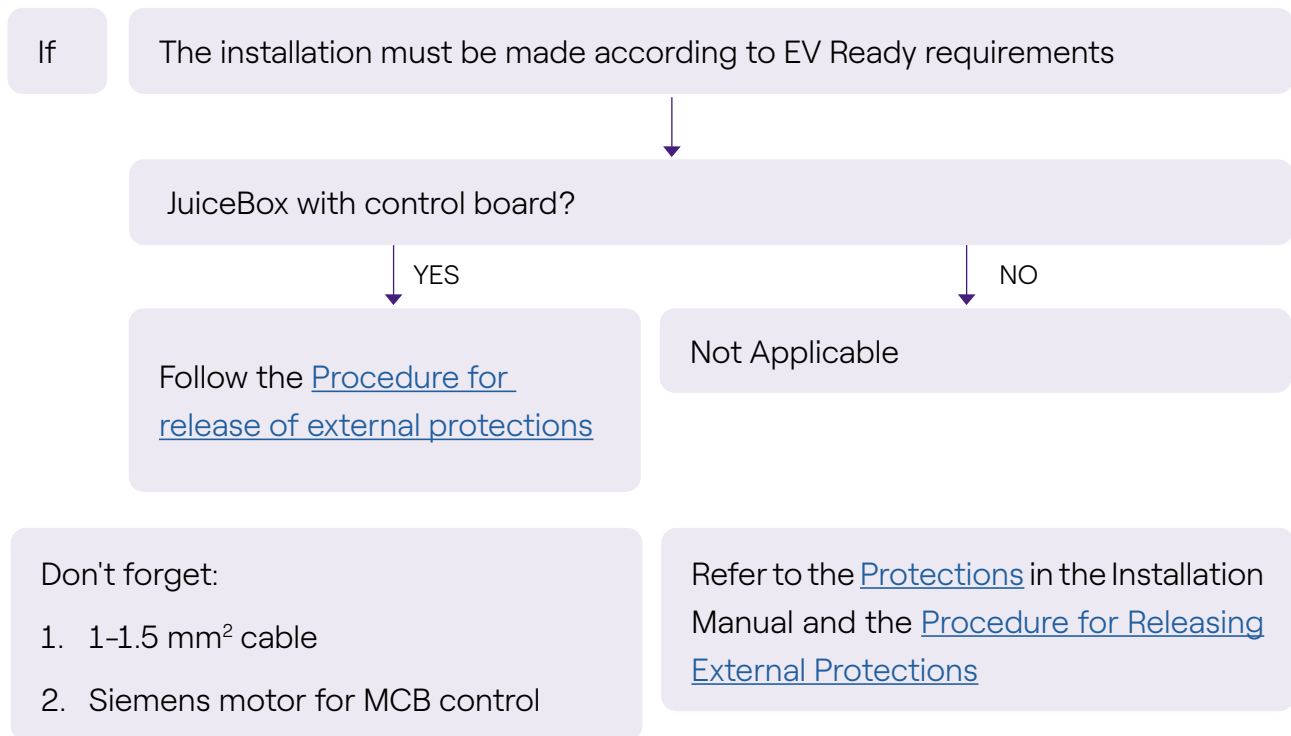 If
The installation must be made according to EV Ready requirements
JuiceBox with control board?
YES
NO
Follow the Procedure for
release of external protections
Not Applicable
Don't forget:
1. 1-1.5 mm² cable
2. Siemens motor for MCB control
Refer to the Protections in the Installation
Manual and the Procedure for Releasing
External Protections